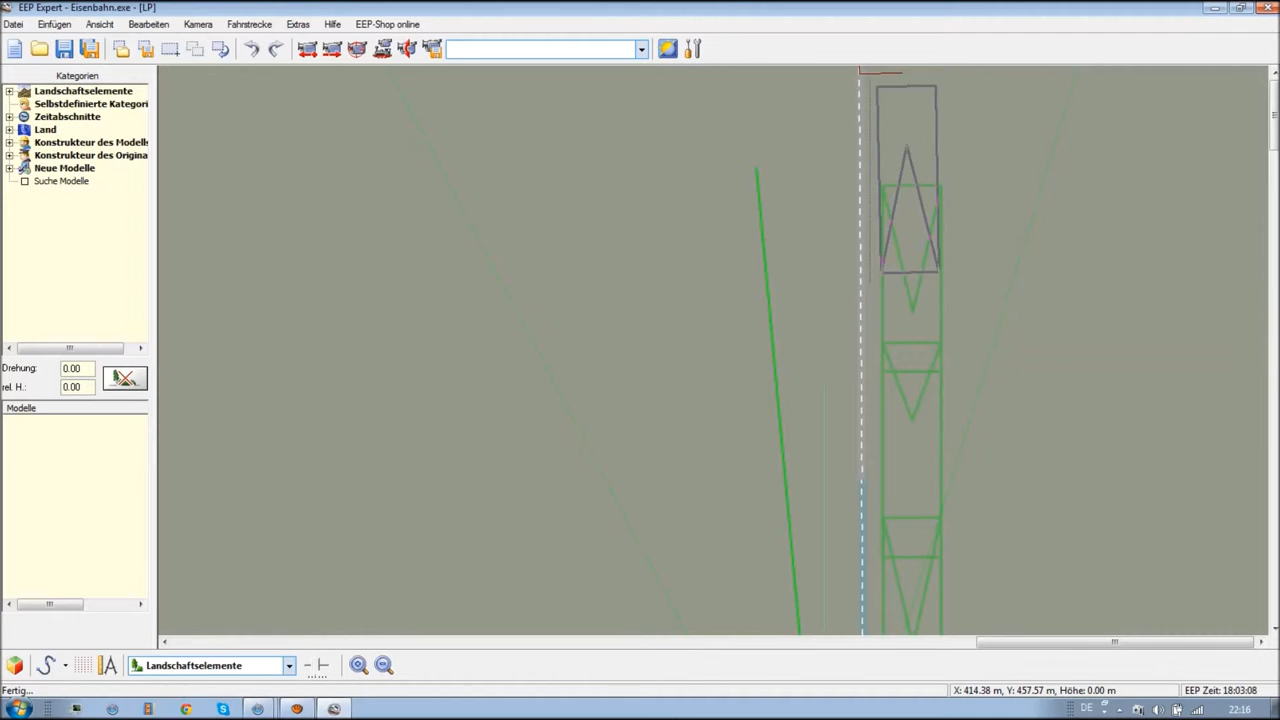 EEP Expert - Eisenbahn.exe - [LP]
Datei Einfügen Ansicht Bearbeiten Kamera Fahrstrecke Extras Hilfe EEP-Shop online
Kategorien
Landschaftselemente
Selbstdefinierte Kategori
Zeitabschnitte
Land
Konstrukteur des Modells
Konstrukteur des Origina
Neue Modelle
Suche Modelle
Drehung: 0.00
rel. H.: 0.00
Modelle
Landschaftselemente
Fertig... X: 414.38 m, Y: 457.57 m, Höhe: 0.00 m EEP Zeit: 18:03:08
DE 22:16